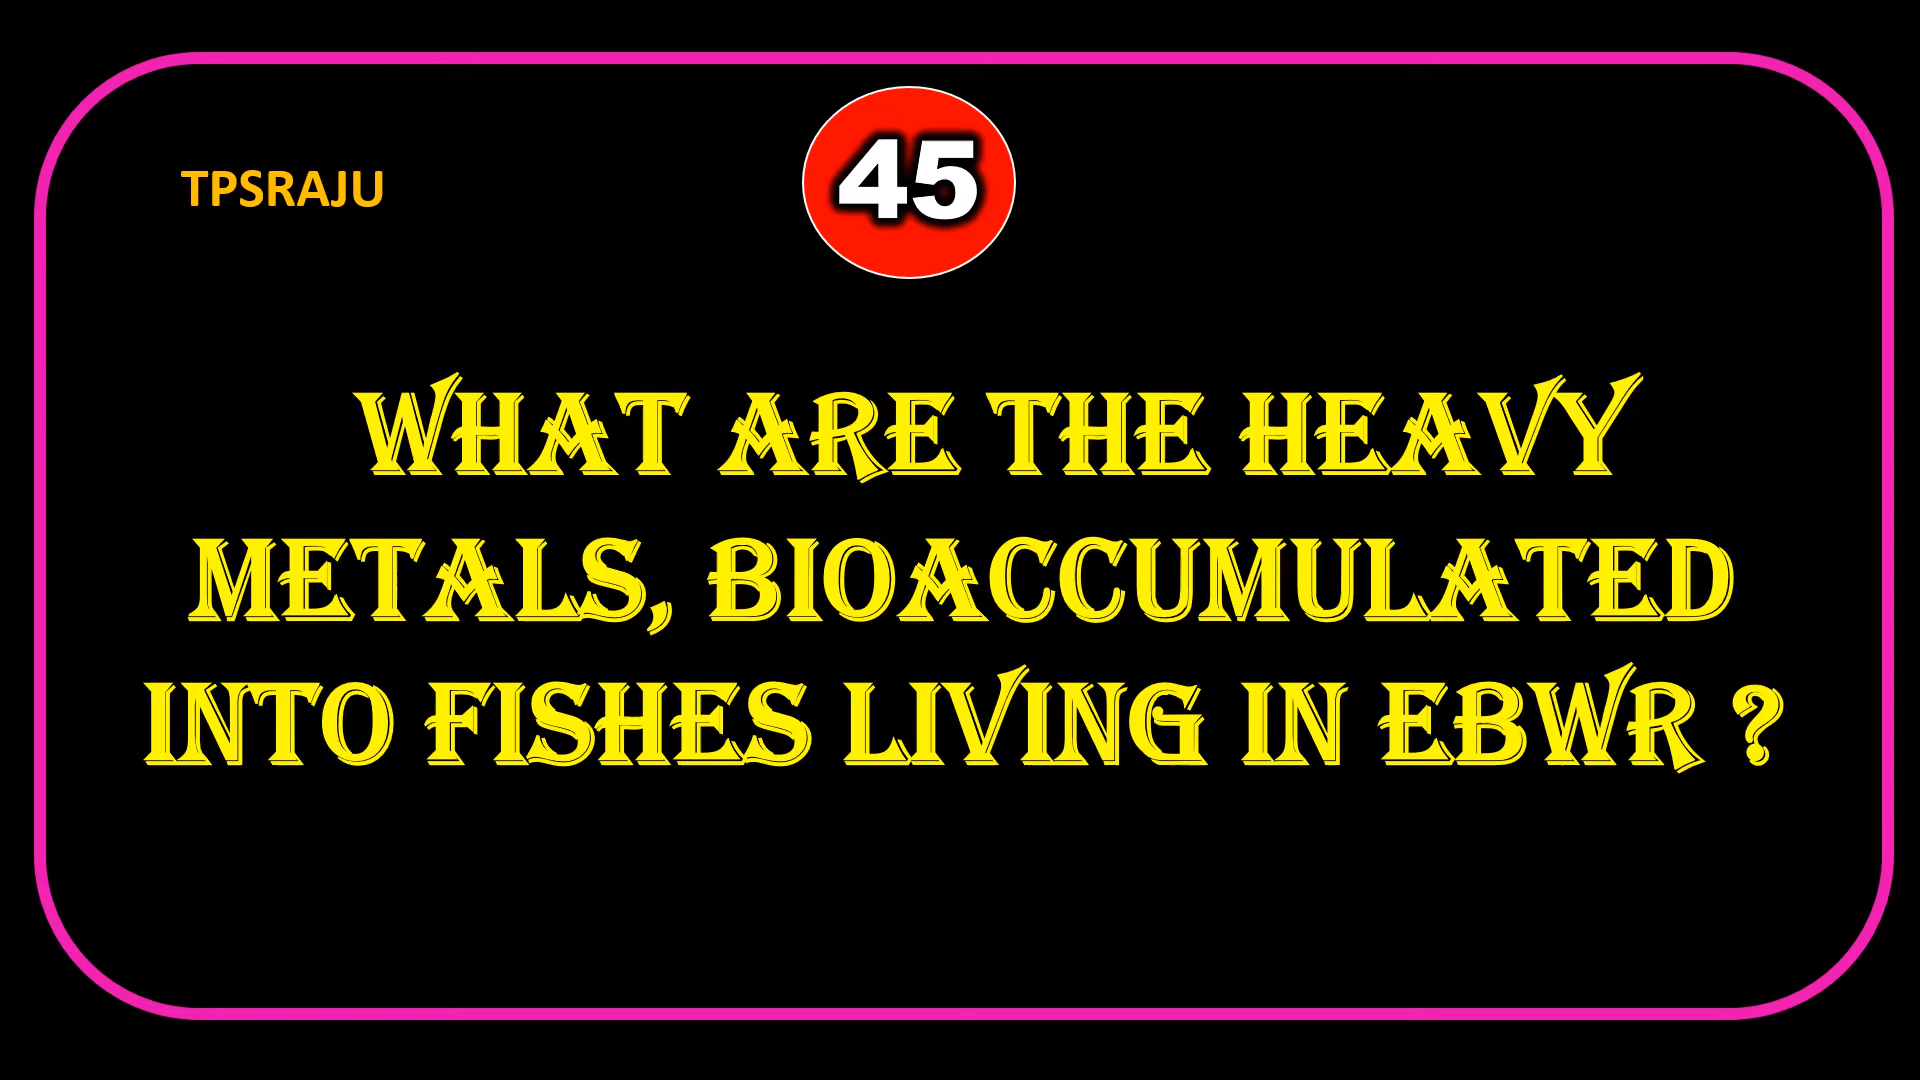 TPSRAJU
45
WHAT ARE THE HEAVY
METALS, BIOACCUMULATED
INTO FISHES LIVING IN EBWR ?